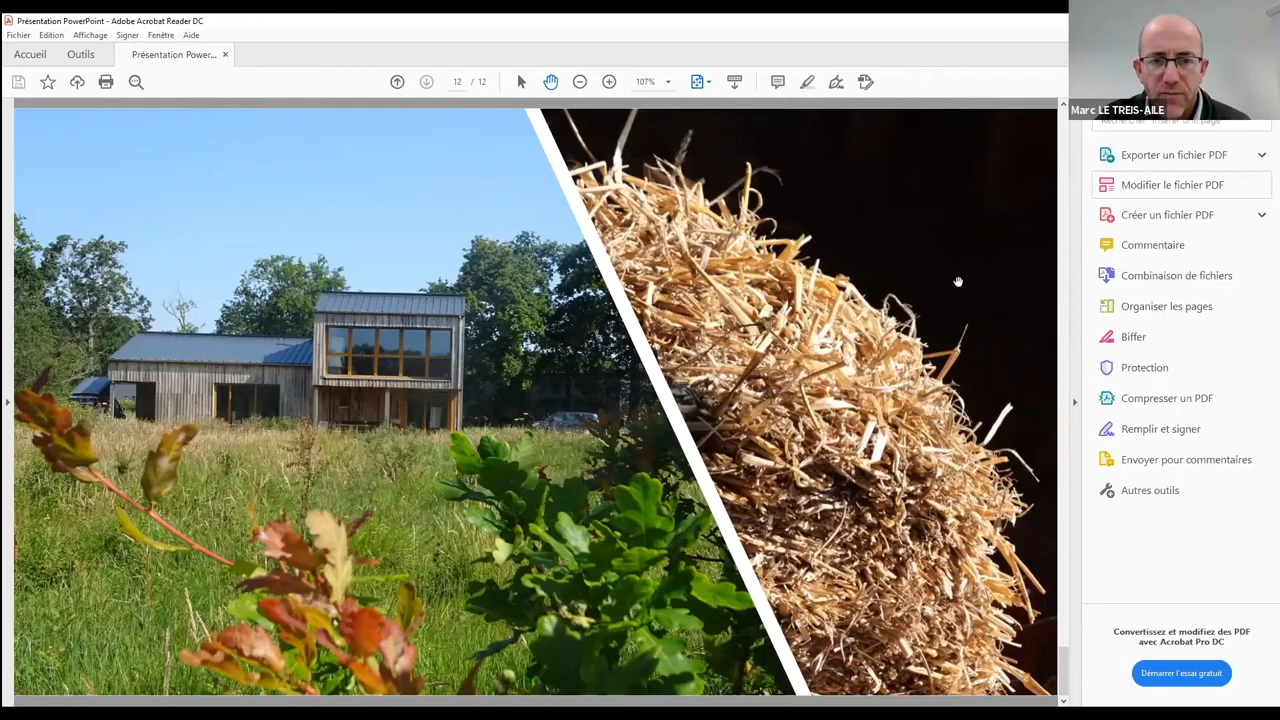 Présentation PowerPoint - Adobe Acrobat Reader DC
Fichier Edition Affichage Signer Fenêtre Aide
Accueil Outils Présentation Power... ×
12 / 12 107%
Marc LE TREIS-AILE
Exporter un fichier PDF
Modifier le fichier PDF
Créer un fichier PDF
Commentaire
Combinaison de fichiers
Organiser les pages
Biffer
Protection
Compresser un PDF
Remplir et signer
Envoyer pour commentaires
Autres outils
Convertissez et modifiez des PDF
avec Acrobat Pro DC
Démarrer l'essai gratuit